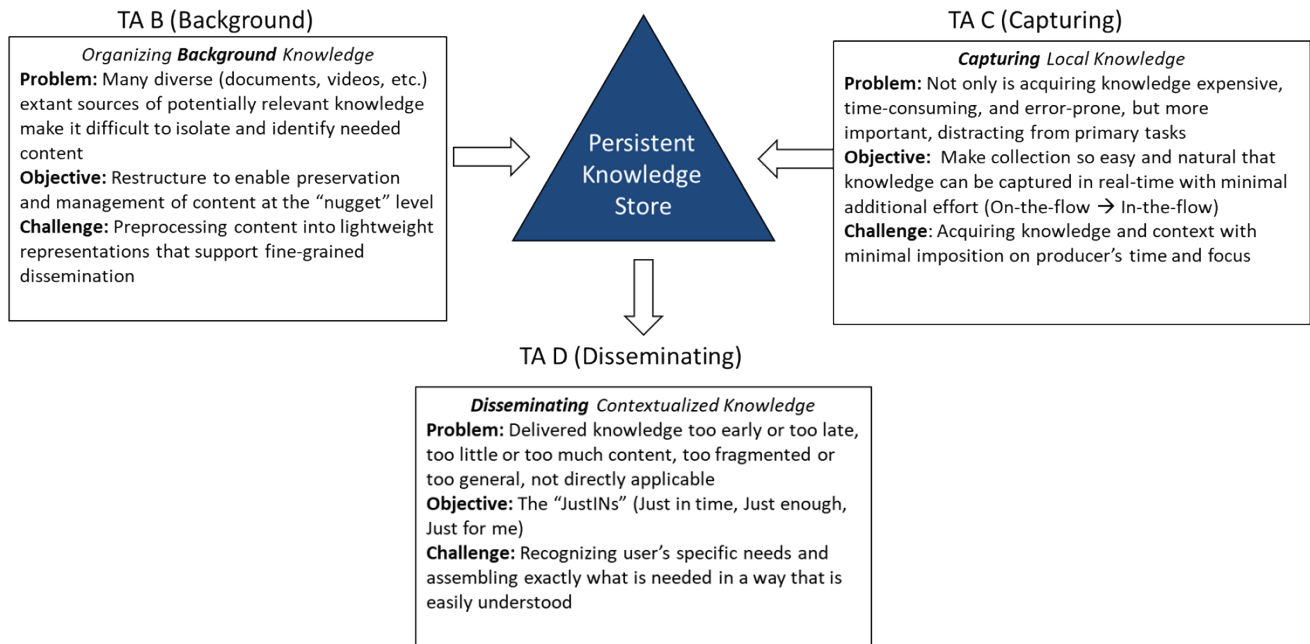 TA B (Background)
Organizing Background Knowledge
Problem: Many diverse (documents, videos, etc.)
extant sources of potentially relevant knowledge
make it difficult to isolate and identify needed
content
Objective: Restructure to enable preservation
and management of content at the “nugget” level
Challenge: Preprocessing content into lightweight
representations that support fine-grained
dissemination
Persistent
Knowledge
Store
TA C (Capturing)
Capturing Local Knowledge
Problem: Not only is acquiring knowledge expensive,
time-consuming, and error-prone, but more
important, distracting from primary tasks
Objective:  Make collection so easy and natural that
knowledge can be captured in real-time with minimal
additional effort (On-the-flow → In-the-flow)
Challenge: Acquiring knowledge and context with
minimal imposition on producer’s time and focus
TA D (Disseminating)
Disseminating Contextualized Knowledge
Problem: Delivered knowledge too early or too late,
too little or too much content, too fragmented or
too general, not directly applicable
Objective: The “JustINs” (Just in time, Just enough,
Just for me)
Challenge: Recognizing user’s specific needs and
assembling exactly what is needed in a way that is
easily understood